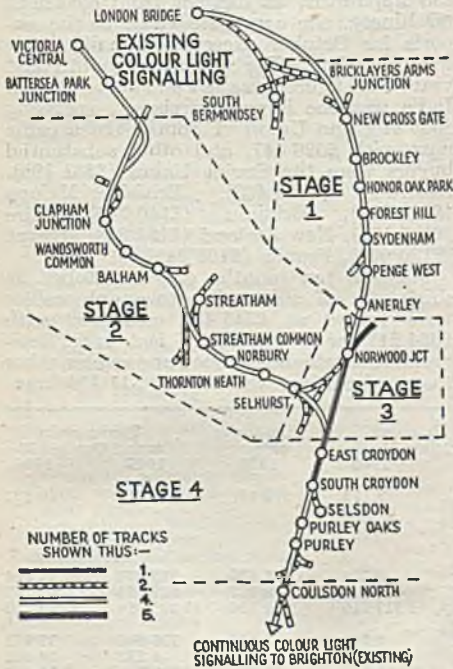 LONDON BRIDGE
VICTORIA
CENTRAL
EXISTING
COLOUR LIGHT
SIGNALLING
BATTERSEA PARK
JUNCTION
SOUTH
BERMONDSEY
BRICKLAYERS ARMS
JUNCTION
NEW CROSS GATE
BROCKLEY
STAGE
1
HONOR OAK PARK
FOREST HILL
SYDENHAM
PENGE WEST
ANERLEY
CLAPHAM
JUNCTION
WANDSWORTH
COMMON
BALHAM
STREATHAM
STAGE
2
STREATHAM COMMON
NORBURY
THORNTON HEATH
SELHURST
NORWOOD JCT
STAGE
3
EAST CROYDON
STAGE 4
SOUTH CROYDON
SELSDON
PURLEY OAKS
PURLEY
NUMBER OF TRACKS
SHOWN THUS:—
1.
2.
4.
5.
COULSDON NORTH
CONTINUOUS COLOUR LIGHT
SIGNALLING TO BRIGHTON (EXISTING)